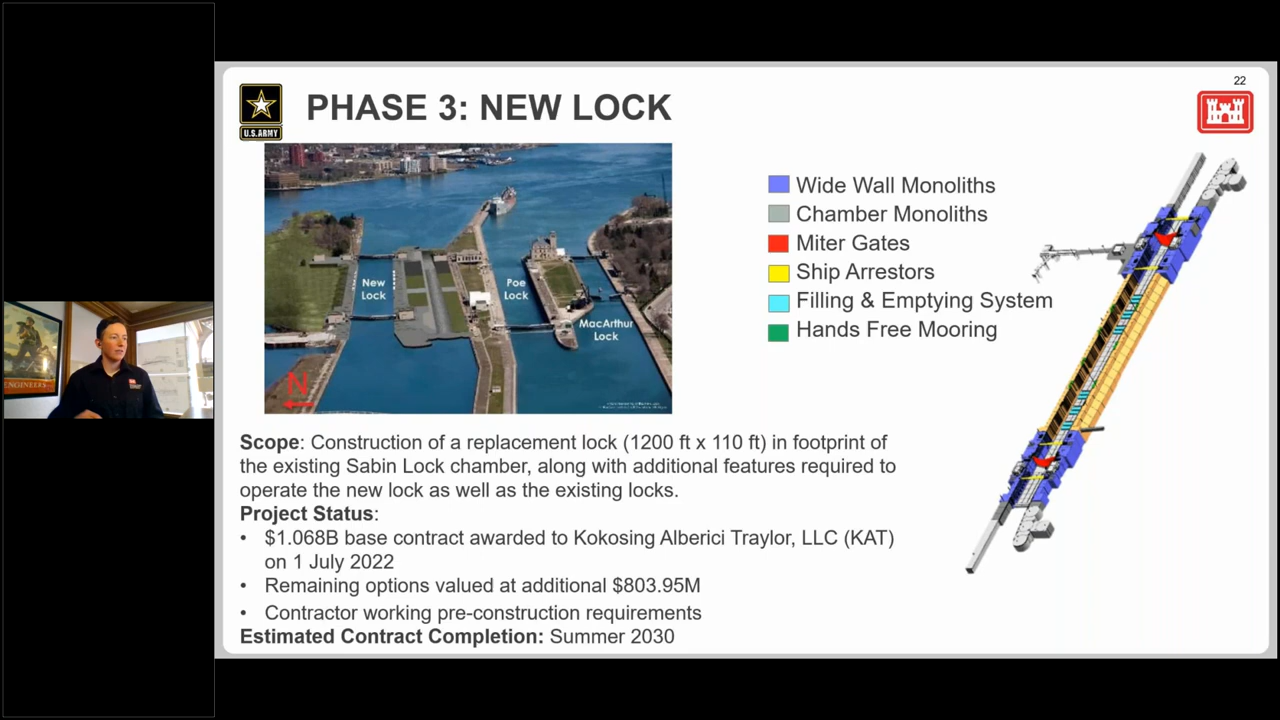 22
U.S.ARMY
PHASE 3: NEW LOCK
New
Lock
Poe
Lock
MacArthur
Lock
N
Wide Wall Monoliths
Chamber Monoliths
Miter Gates
Ship Arrestors
Filling & Emptying System
Hands Free Mooring
ENGINEERS
Scope: Construction of a replacement lock (1200 ft x 110 ft) in footprint of
the existing Sabin Lock chamber, along with additional features required to
operate the new lock as well as the existing locks.
Project Status:
• $1.068B base contract awarded to Kokosing Alberici Traylor, LLC (KAT)
on 1 July 2022
• Remaining options valued at additional $803.95M
• Contractor working pre-construction requirements
Estimated Contract Completion: Summer 2030